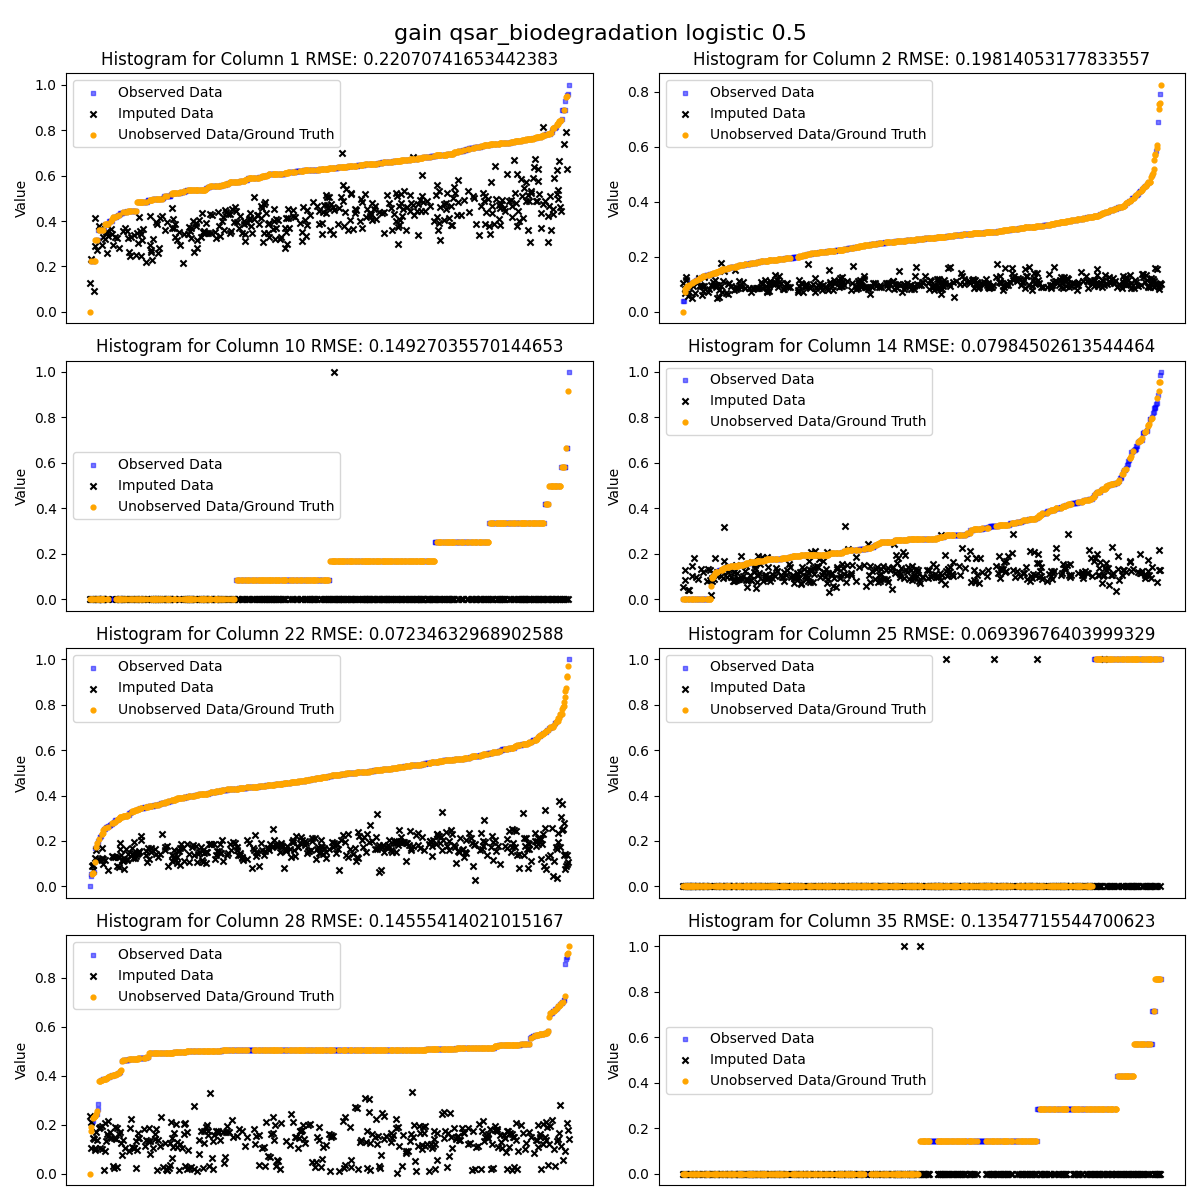 gain qsar_biodegradation logistic 0.5
Histogram for Column 1 RMSE: 0.22070741653442383
Value
1.0
0.8
0.6
0.4
0.2
0.0
Observed Data
Imputed Data
Unobserved Data/Ground Truth
Histogram for Column 2 RMSE: 0.19814053177833557
Value
0.8
0.6
0.4
0.2
0.0
Observed Data
Imputed Data
Unobserved Data/Ground Truth
Histogram for Column 10 RMSE: 0.14927035570144653
Value
1.0
0.8
0.6
0.4
0.2
0.0
Observed Data
Imputed Data
Unobserved Data/Ground Truth
Histogram for Column 14 RMSE: 0.07984502613544464
Value
1.0
0.8
0.6
0.4
0.2
0.0
Observed Data
Imputed Data
Unobserved Data/Ground Truth
Histogram for Column 22 RMSE: 0.07234632968902588
Value
1.0
0.8
0.6
0.4
0.2
0.0
Observed Data
Imputed Data
Unobserved Data/Ground Truth
Histogram for Column 25 RMSE: 0.06939676403999329
Value
1.0
0.8
0.6
0.4
0.2
0.0
Observed Data
Imputed Data
Unobserved Data/Ground Truth
Histogram for Column 28 RMSE: 0.14555414021015167
Value
0.8
0.6
0.4
0.2
0.0
Observed Data
Imputed Data
Unobserved Data/Ground Truth
Histogram for Column 35 RMSE: 0.13547715544700623
Value
1.0
0.8
0.6
0.4
0.2
0.0
Observed Data
Imputed Data
Unobserved Data/Ground Truth